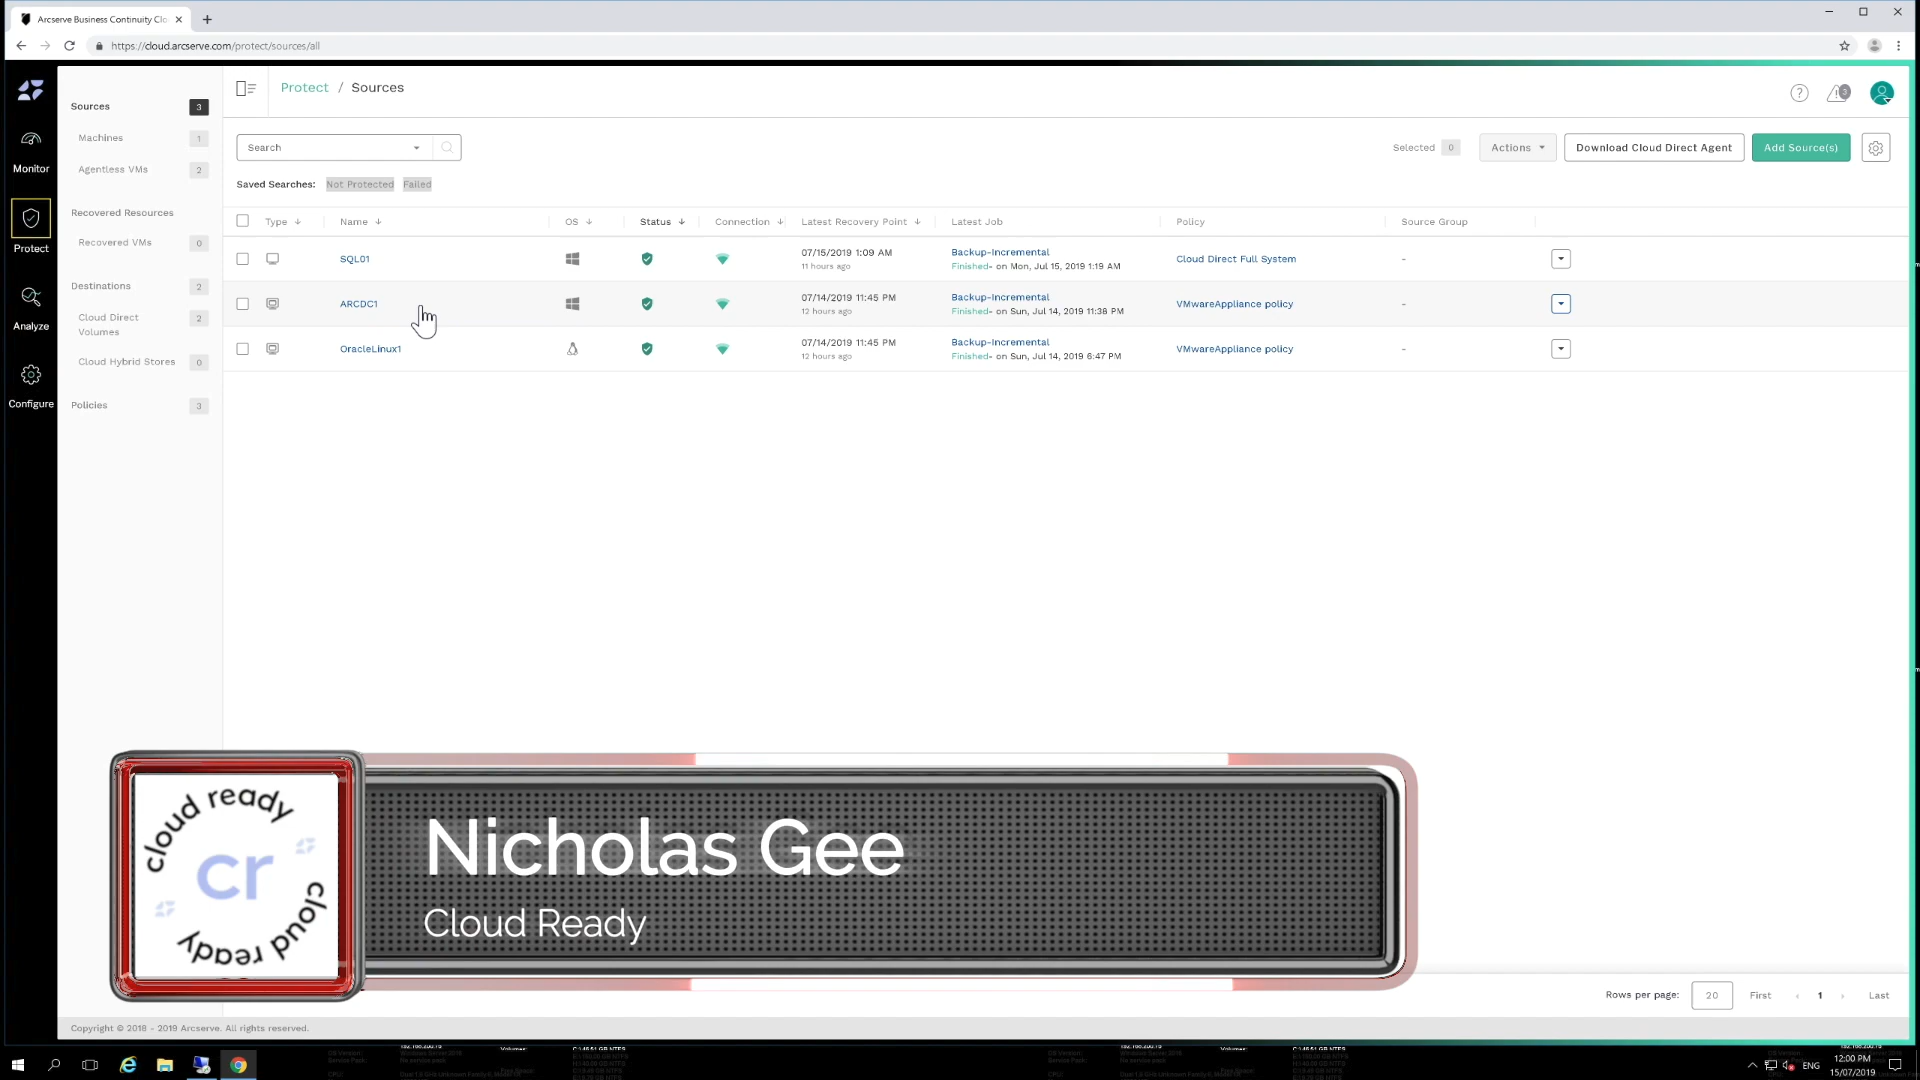 Arcserve Business Continuity Clo
https://cloud.arcserve.com/protect/sources/all
Monitor
Protect
Analyze
Configure
Sources 3
Machines 1
Agentless VMs 2
Recovered Resources
Recovered VMs 0
Destinations 2
Cloud Direct
Volumes 2
Cloud Hybrid Stores 0
Policies 3
Protect / Sources
3
Search
Selected 0
Actions
Download Cloud Direct Agent
Add Source(s)
Saved Searches: Not Protected Failed
Type Name OS Status Connection Latest Recovery Point Latest Job Policy Source Group
SQL01 07/15/2019 1:09 AM Backup-Incremental Cloud Direct Full System -
11 hours ago Finished- on Mon, Jul 15, 2019 1:19 AM
ARCDC1 07/14/2019 11:45 PM Backup-Incremental VMwareAppliance policy -
12 hours ago Finished- on Sun, Jul 14, 2019 11:38 PM
OracleLinux1 07/14/2019 11:45 PM Backup-Incremental VMwareAppliance policy -
12 hours ago Finished- on Sun, Jul 14, 2019 6:47 PM
cloud ready
cr
cloud ready
Nicholas Gee
Cloud Ready
Rows per page: 20 First 1 Last
Copyright © 2018 - 2019 Arcserve. All rights reserved.
ENG
12:00 PM
15/07/2019